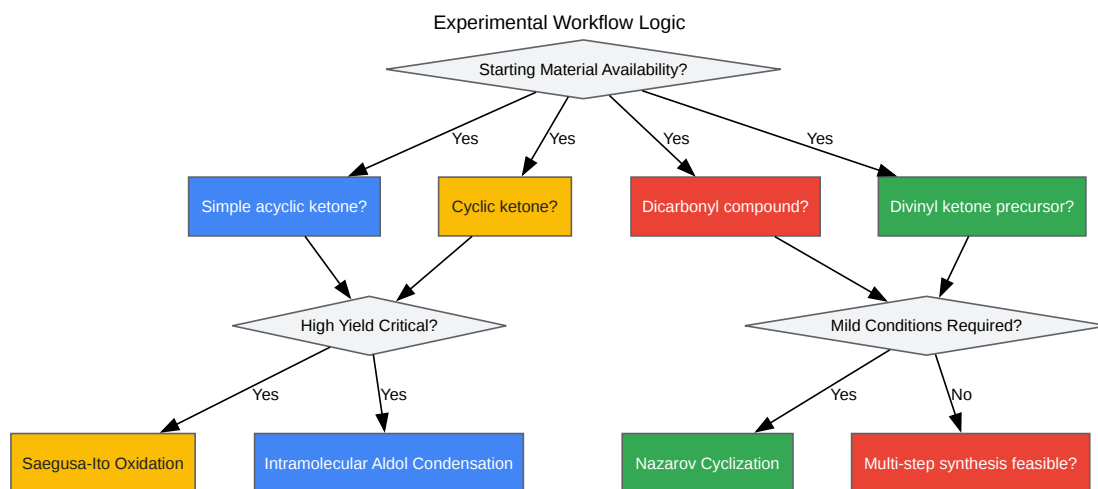 Experimental Workflow Logic
Starting Material Availability?
Yes
Yes
Yes
Yes
Simple acyclic ketone?
Cyclic ketone?
Dicarbonyl compound?
Divinyl ketone precursor?
High Yield Critical?
Mild Conditions Required?
Yes
Yes
Yes
No
Saegusa-Ito Oxidation
Intramolecular Aldol Condensation
Nazarov Cyclization
Multi-step synthesis feasible?